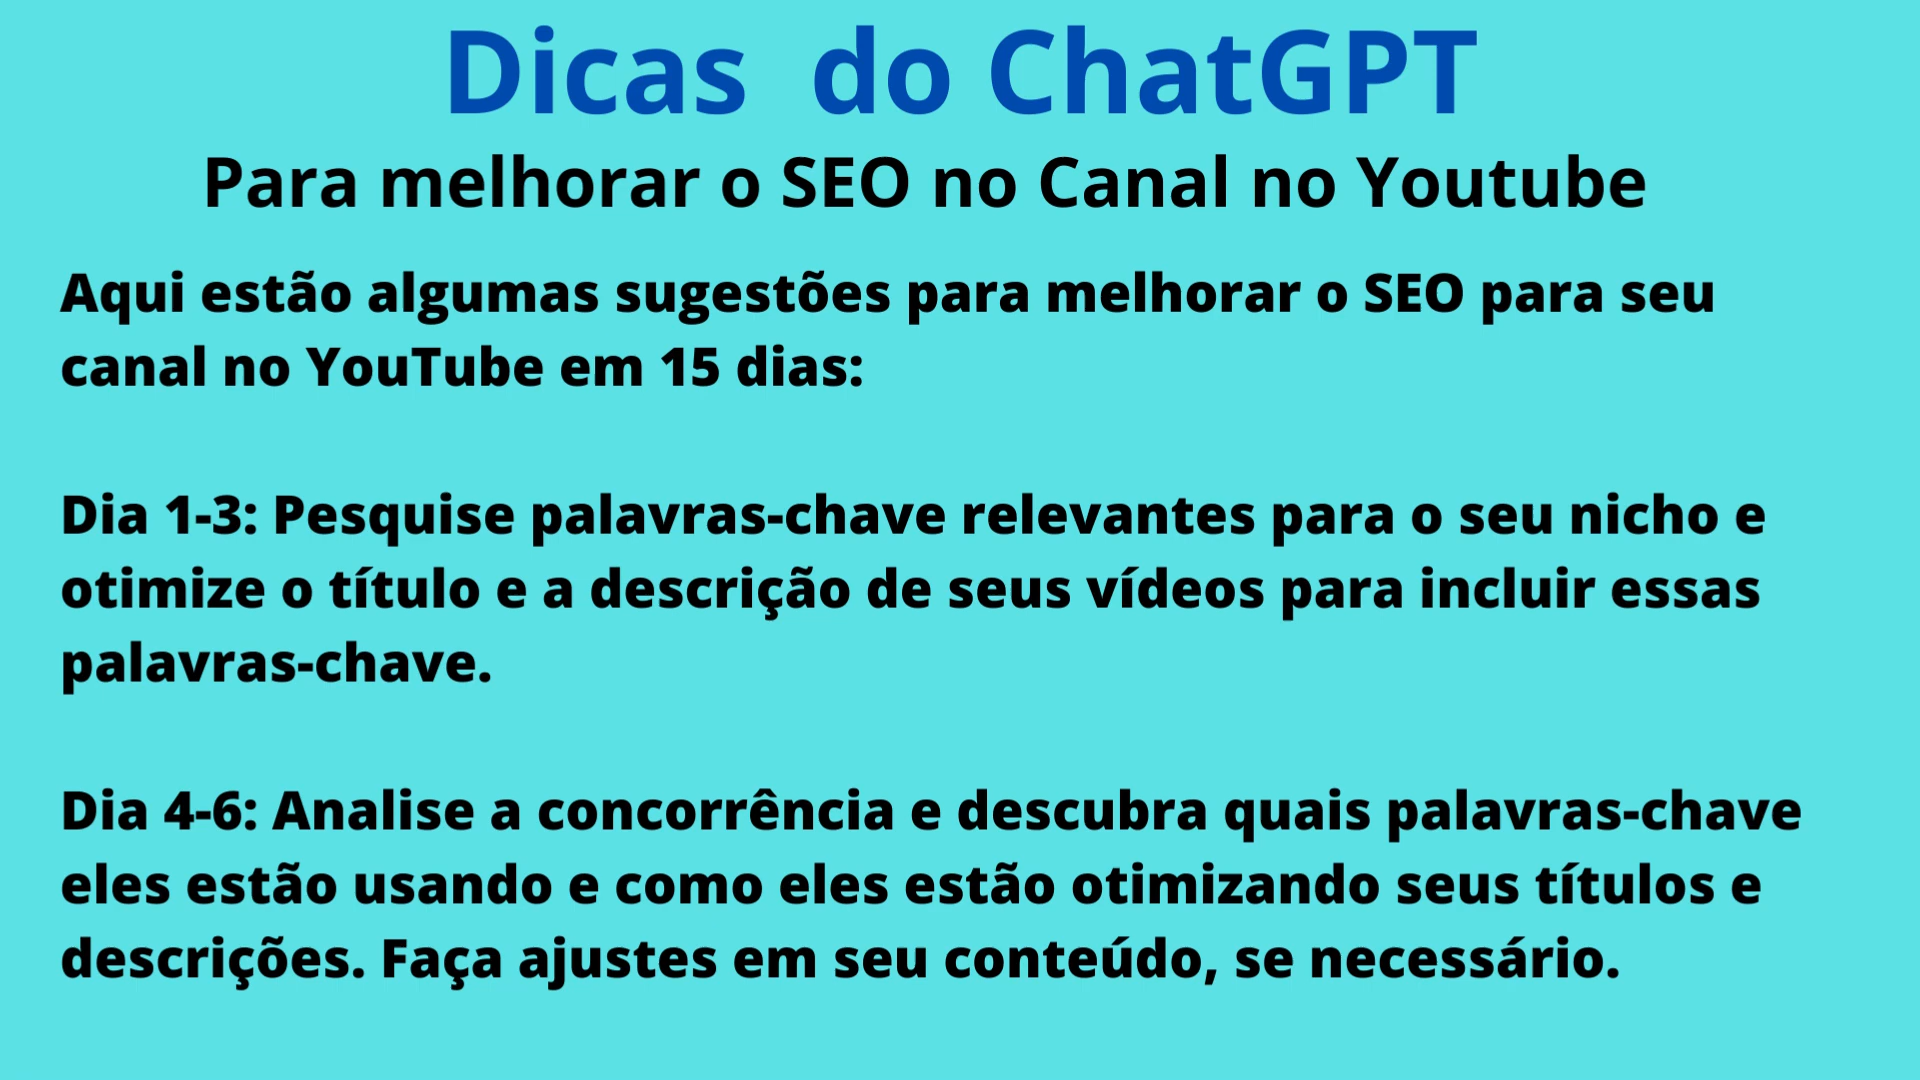 Dicas do ChatGPT
Para melhorar o SEO no Canal no Youtube
Aqui estão algumas sugestões para melhorar o SEO para seu
canal no YouTube em 15 dias:
Dia 1-3: Pesquise palavras-chave relevantes para o seu nicho e
otimize o título e a descrição de seus vídeos para incluir essas
palavras-chave.
Dia 4-6: Analise a concorrência e descubra quais palavras-chave
eles estão usando e como eles estão otimizando seus títulos e
descrições. Faça ajustes em seu conteúdo, se necessário.